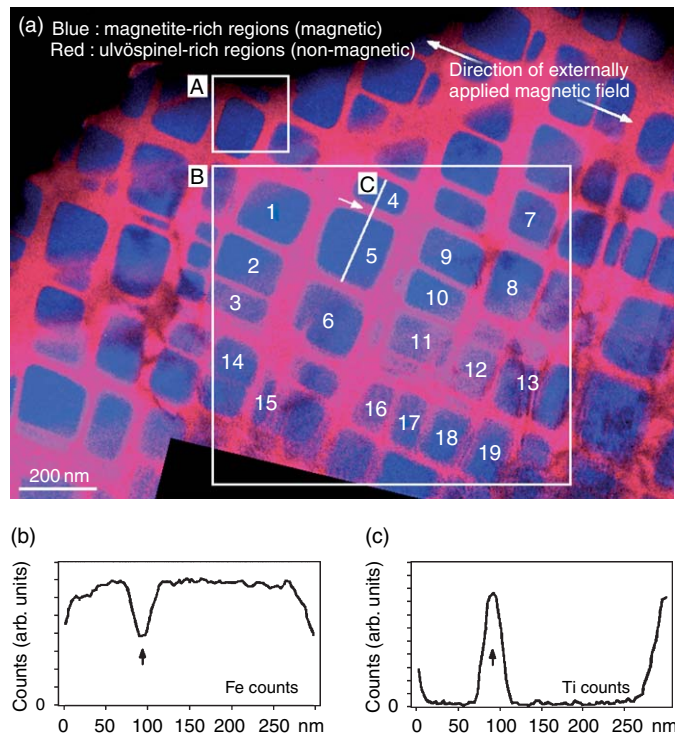 (a) Blue : magnetite-rich regions (magnetic)
Red : ulvöspinel-rich regions (non-magnetic)
Direction of externally
applied magnetic field
A
B
C
4
1
7
5
9
2
8
10
3
6
11
14
12
13
15
16
17
18
19
200 nm
(b)
Counts (arb. units)
0
Fe counts
0 50 100 150 200 250 nm
(c)
Counts (arb. units)
0
Ti counts
0 50 100 150 200 250 nm